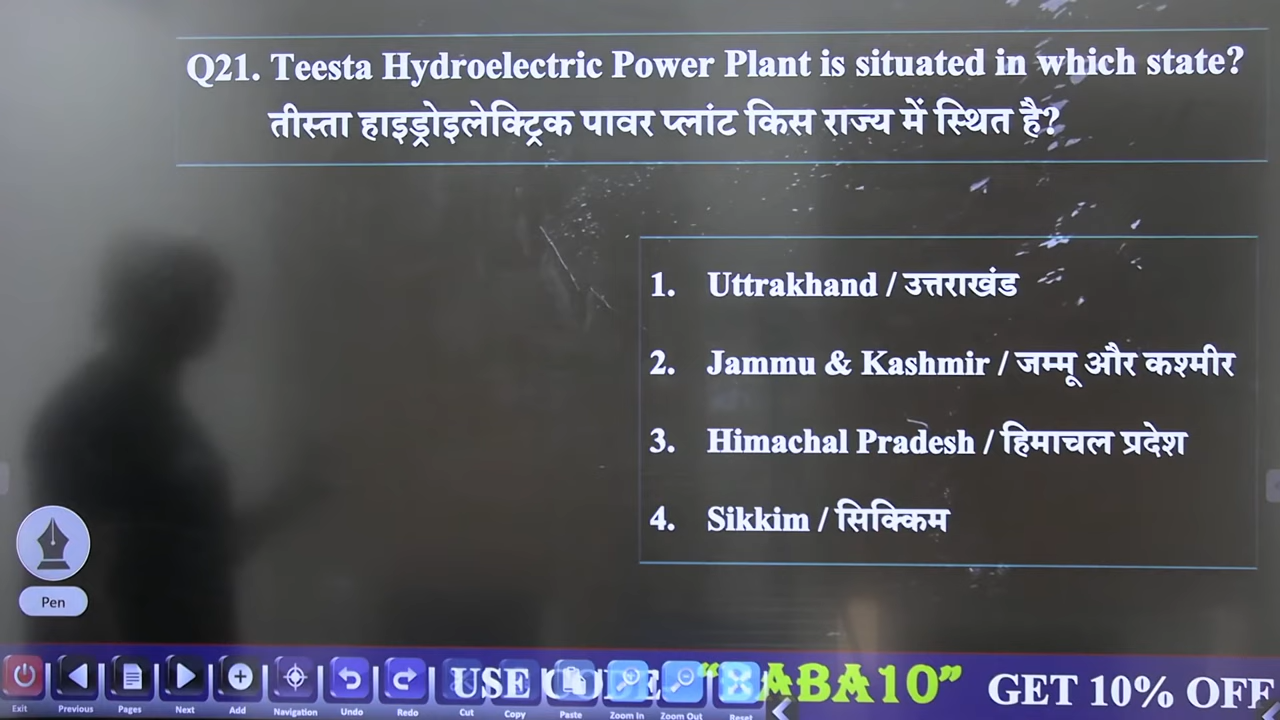 Q21. Teesta Hydroelectric Power Plant is situated in which state?
तीस्ता हाइड्रोइलेक्ट्रिक पावर प्लांट किस राज्य में स्थित है?
1. Uttrakhand / उत्तराखंड
2. Jammu & Kashmir / जम्मू और कश्मीर
3. Himachal Pradesh / हिमाचल प्रदेश
4. Sikkim / सिक्किम
Pen
USE CODE "BABA10" GET 10% OFF
Exit Previous Pages Next Add Navigation Undo Redo Cut Copy Paste Zoom In Zoom Out Reset